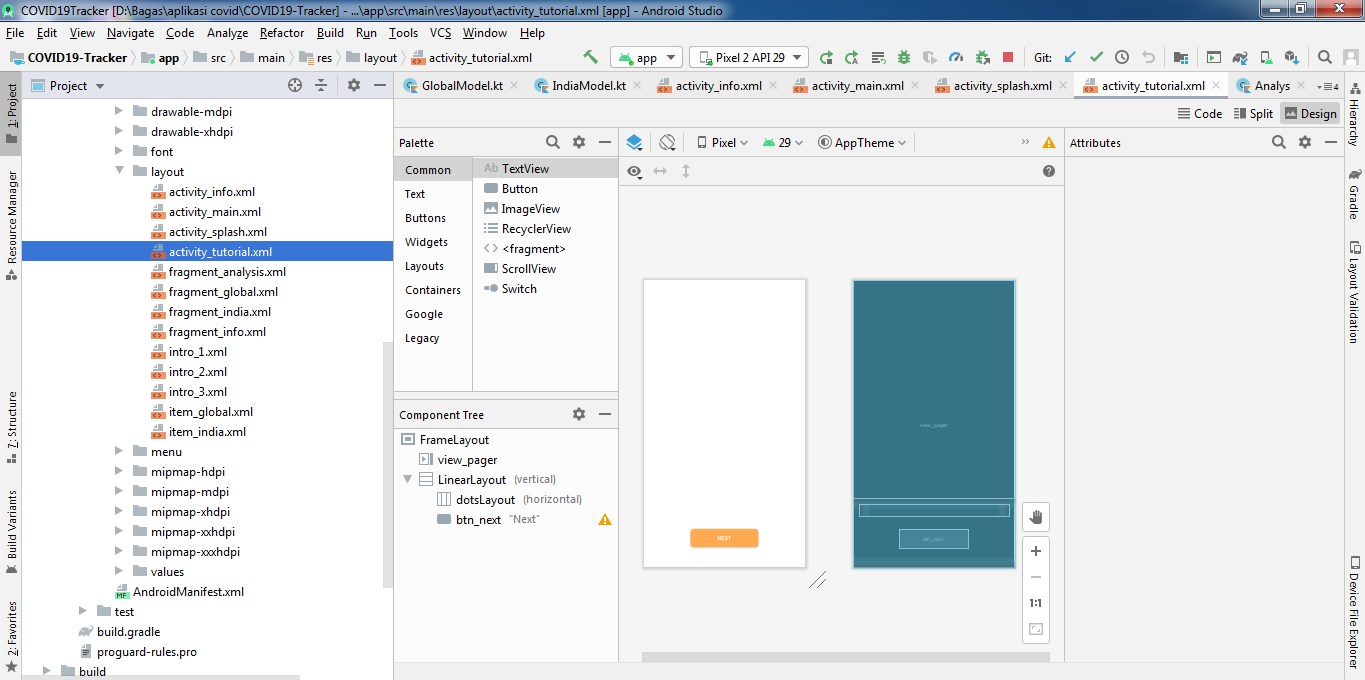 COVID19Tracker [D:\Bagas\aplikasi covid\COVID19-Tracker] - ...\app\src\main\res\layout\activity_tutorial.xml [app] - Android Studio
File Edit View Navigate Code Analyze Refactor Build Run Tools VCS Window Help
COVID19-Tracker app src main res layout activity_tutorial.xml app Pixel 2 API 29 Git:
Project
GlobalModel.kt IndiaModel.kt activity_info.xml activity_main.xml activity_splash.xml activity_tutorial.xml Analys 4
Code Split Design
1: Project
Resource Manager
7: Structure
Build Variants
2: Favorites
drawable-mdpi
drawable-xhdpi
font
layout
activity_info.xml
activity_main.xml
activity_splash.xml
activity_tutorial.xml
fragment_analysis.xml
fragment_global.xml
fragment_india.xml
fragment_info.xml
intro_1.xml
intro_2.xml
intro_3.xml
item_global.xml
item_india.xml
menu
mipmap-hdpi
mipmap-mdpi
mipmap-xhdpi
mipmap-xxhdpi
mipmap-xxxhdpi
values
AndroidManifest.xml
test
build.gradle
proguard-rules.pro
build
Palette
Common
Text
Buttons
Widgets
Layouts
Containers
Google
Legacy
Ab TextView
Button
ImageView
RecyclerView
<fragment>
ScrollView
Switch
Component Tree
FrameLayout
view_pager
LinearLayout (vertical)
dotsLayout (horizontal)
btn_next "Next"
Pixel 29 AppTheme
NEXT
view_pager
btn_next
1:1
Attributes
Hierarchy
Gradle
Layout Validation
Device File Explorer